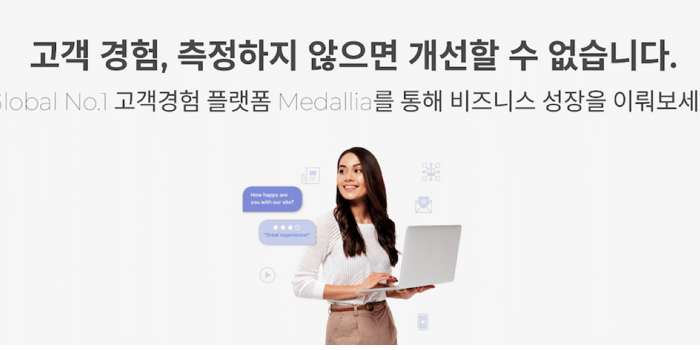 고객 경험, 측정하지 않으면 개선할 수 없습니다.
Global No.1 고객경험 플랫폼 Medallia를 통해 비즈니스 성장을 이뤄보세
How happy are
you with our site?
"Great experience!"